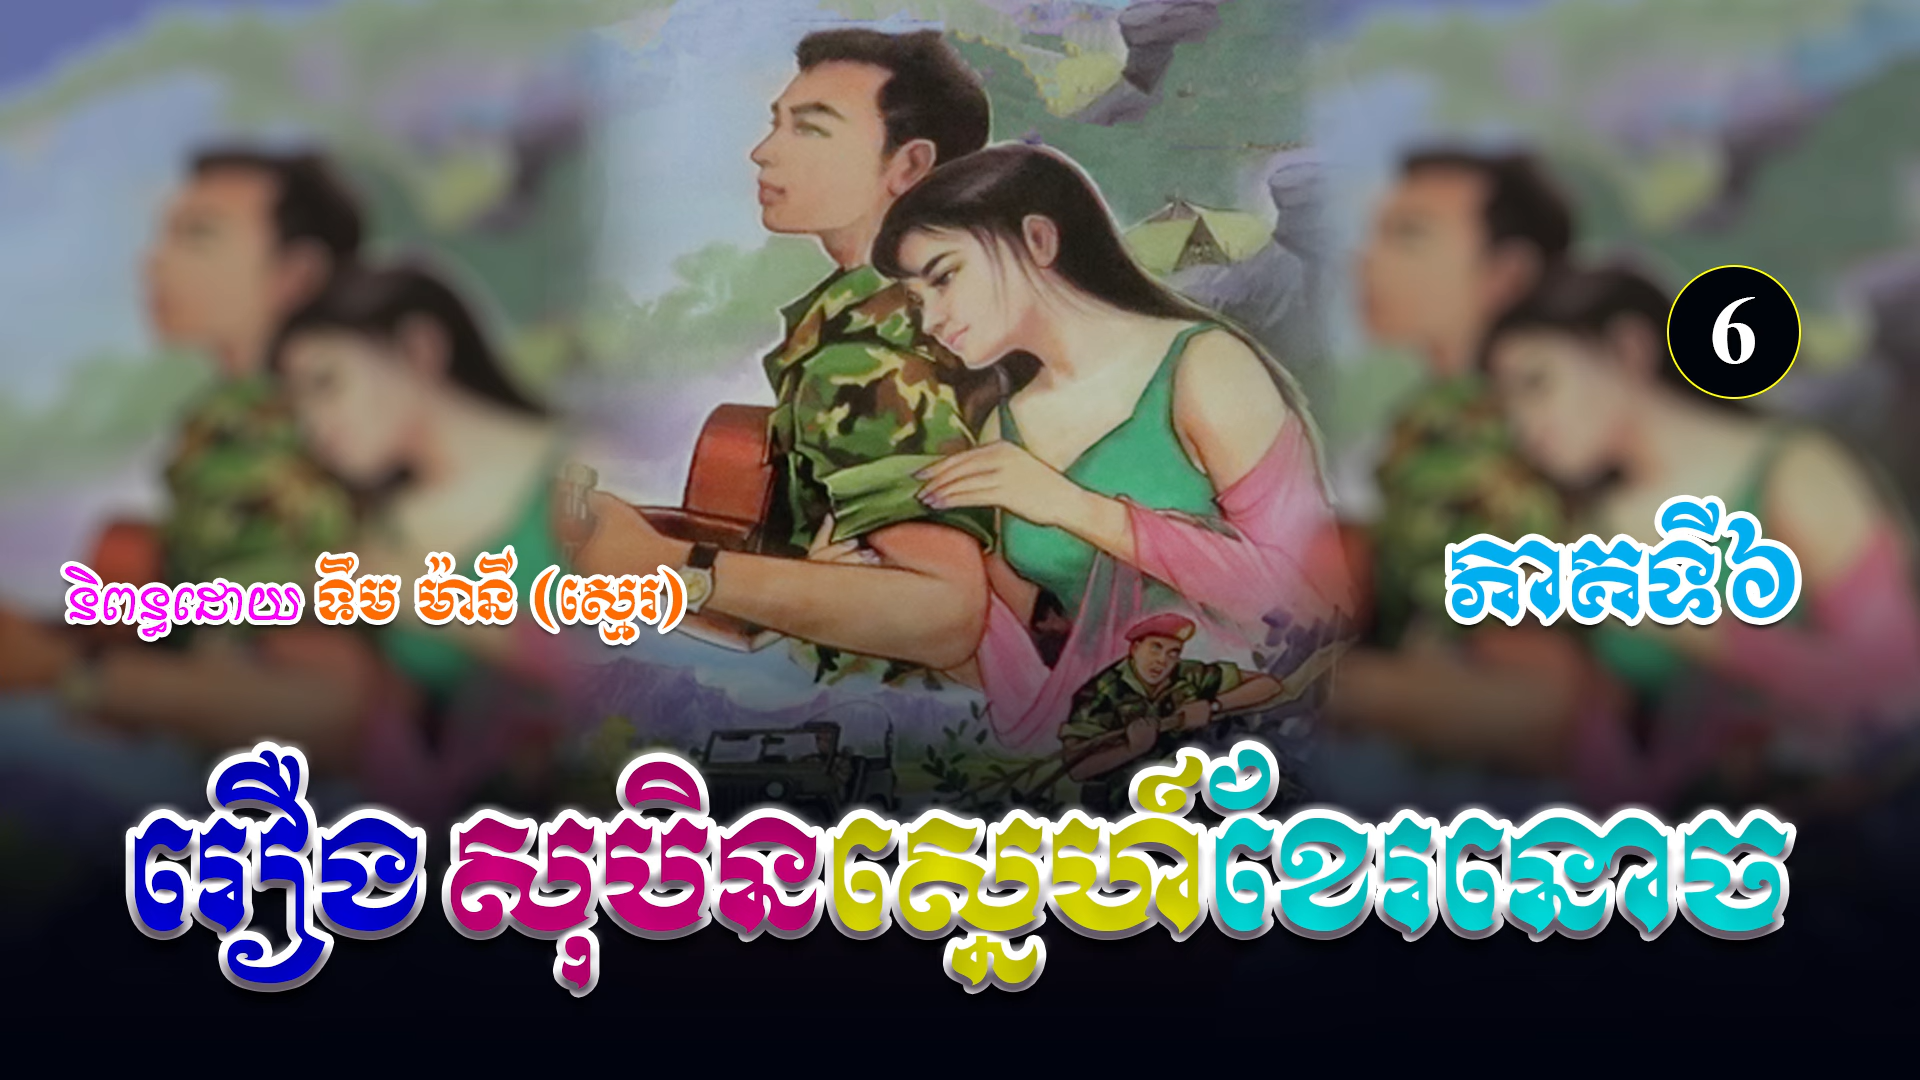 6
ភាគទី៦
និពន្ធដោយ ទឹម ម៉ានី (ស្មេរ)
រឿង សុបិនស្នេហ៍ខែរនោច